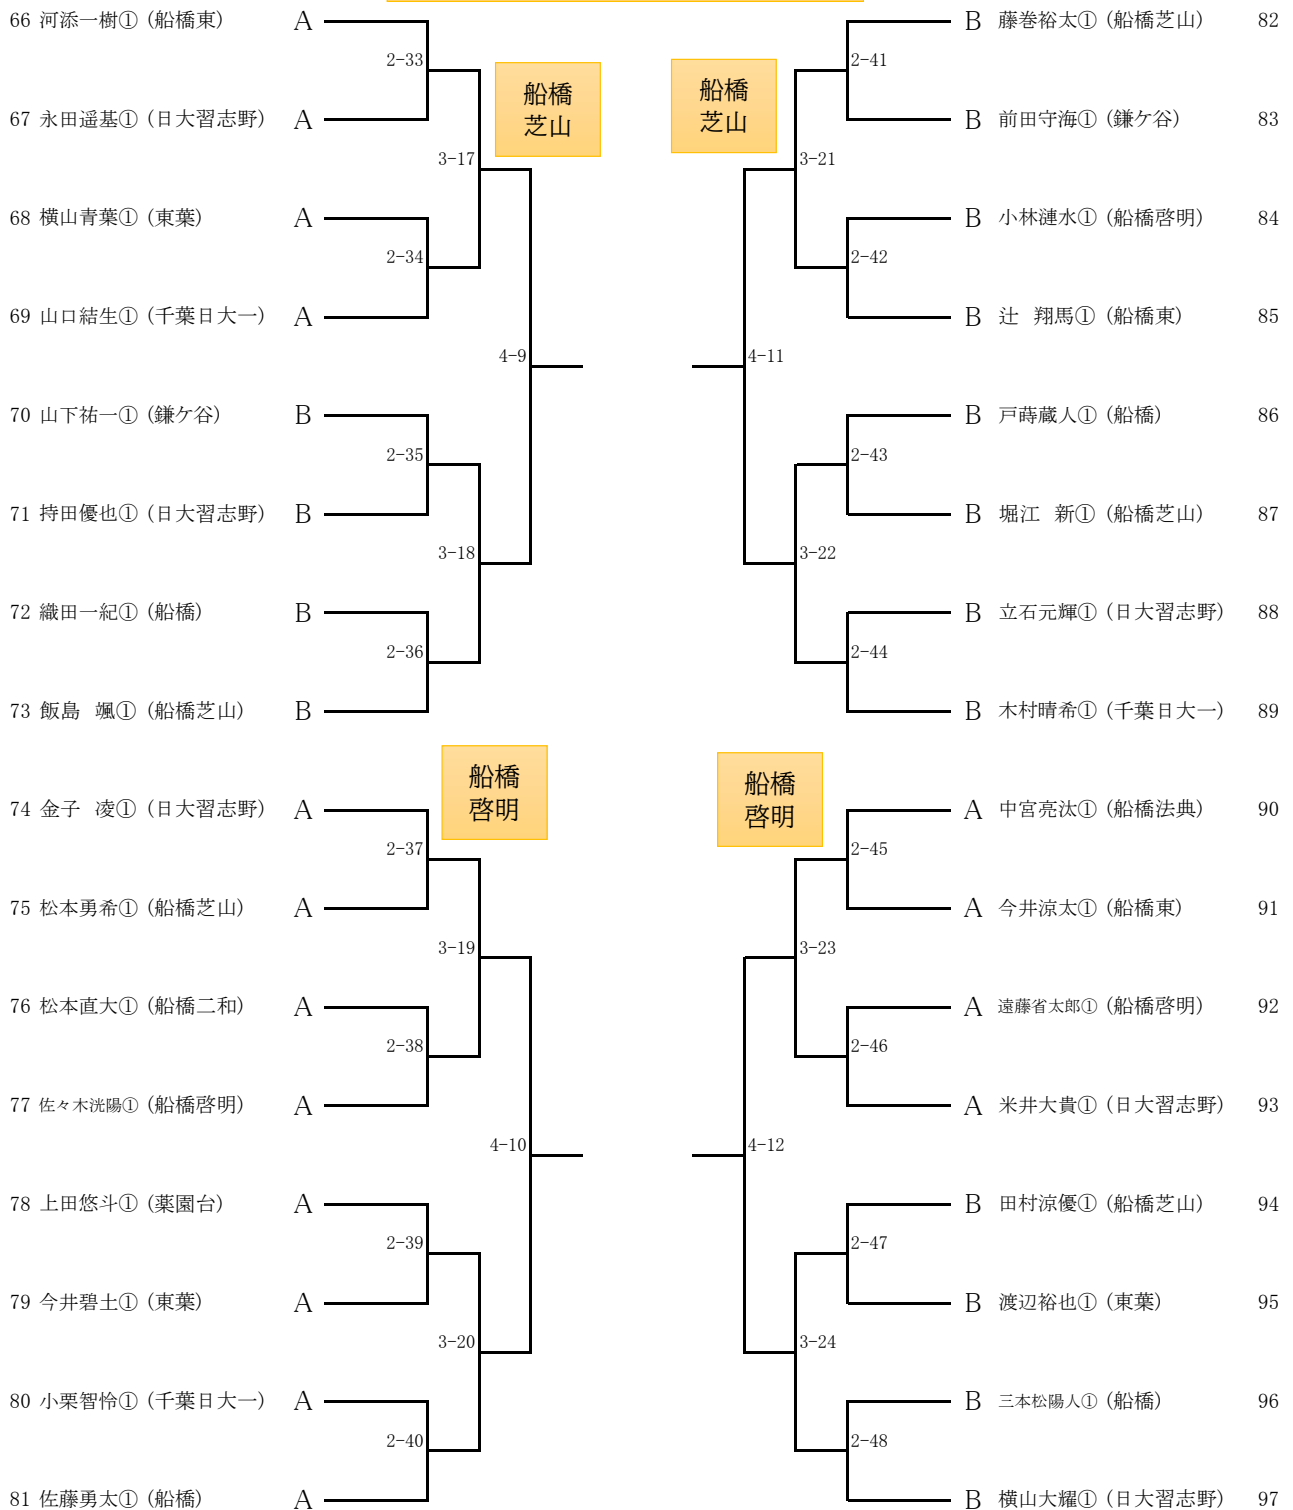 66 河添一樹① (船橋東) A
2-33
67 永田遥基① (日大習志野) A
3-17
68 横山青葉① (東葉) A
2-34
69 山口結生① (千葉日大一) A
4-9
70 山下祐一① (鎌ケ谷) B
2-35
71 持田優也① (日大習志野) B
3-18
72 織田一紀① (船橋) B
2-36
73 飯島 颯① (船橋芝山) B
船橋
芝山
74 金子 凌① (日大習志野) A
2-37
75 松本勇希① (船橋芝山) A
3-19
76 松本直大① (船橋二和) A
2-38
77 佐々木洸陽① (船橋啓明) A
4-10
78 上田悠斗① (薬園台) A
2-39
79 今井碧土① (東葉) A
3-20
80 小栗智怜① (千葉日大一) A
2-40
81 佐藤勇太① (船橋) A
船橋
啓明
船橋
芝山
B 藤巻裕太① (船橋芝山) 82
2-41
B 前田守海① (鎌ケ谷) 83
3-21
B 小林漣水① (船橋啓明) 84
2-42
B 辻 翔馬① (船橋東) 85
4-11
B 戸蒔蔵人① (船橋) 86
2-43
B 堀江 新① (船橋芝山) 87
3-22
B 立石元輝① (日大習志野) 88
2-44
B 木村晴希① (千葉日大一) 89
船橋
啓明
A 中宮亮汰① (船橋法典) 90
2-45
A 今井涼太① (船橋東) 91
3-23
A 遠藤省太郎① (船橋啓明) 92
2-46
A 米井大貴① (日大習志野) 93
4-12
B 田村涼優① (船橋芝山) 94
2-47
B 渡辺裕也① (東葉) 95
3-24
B 三本松陽人① (船橋) 96
2-48
B 横山大耀① (日大習志野) 97